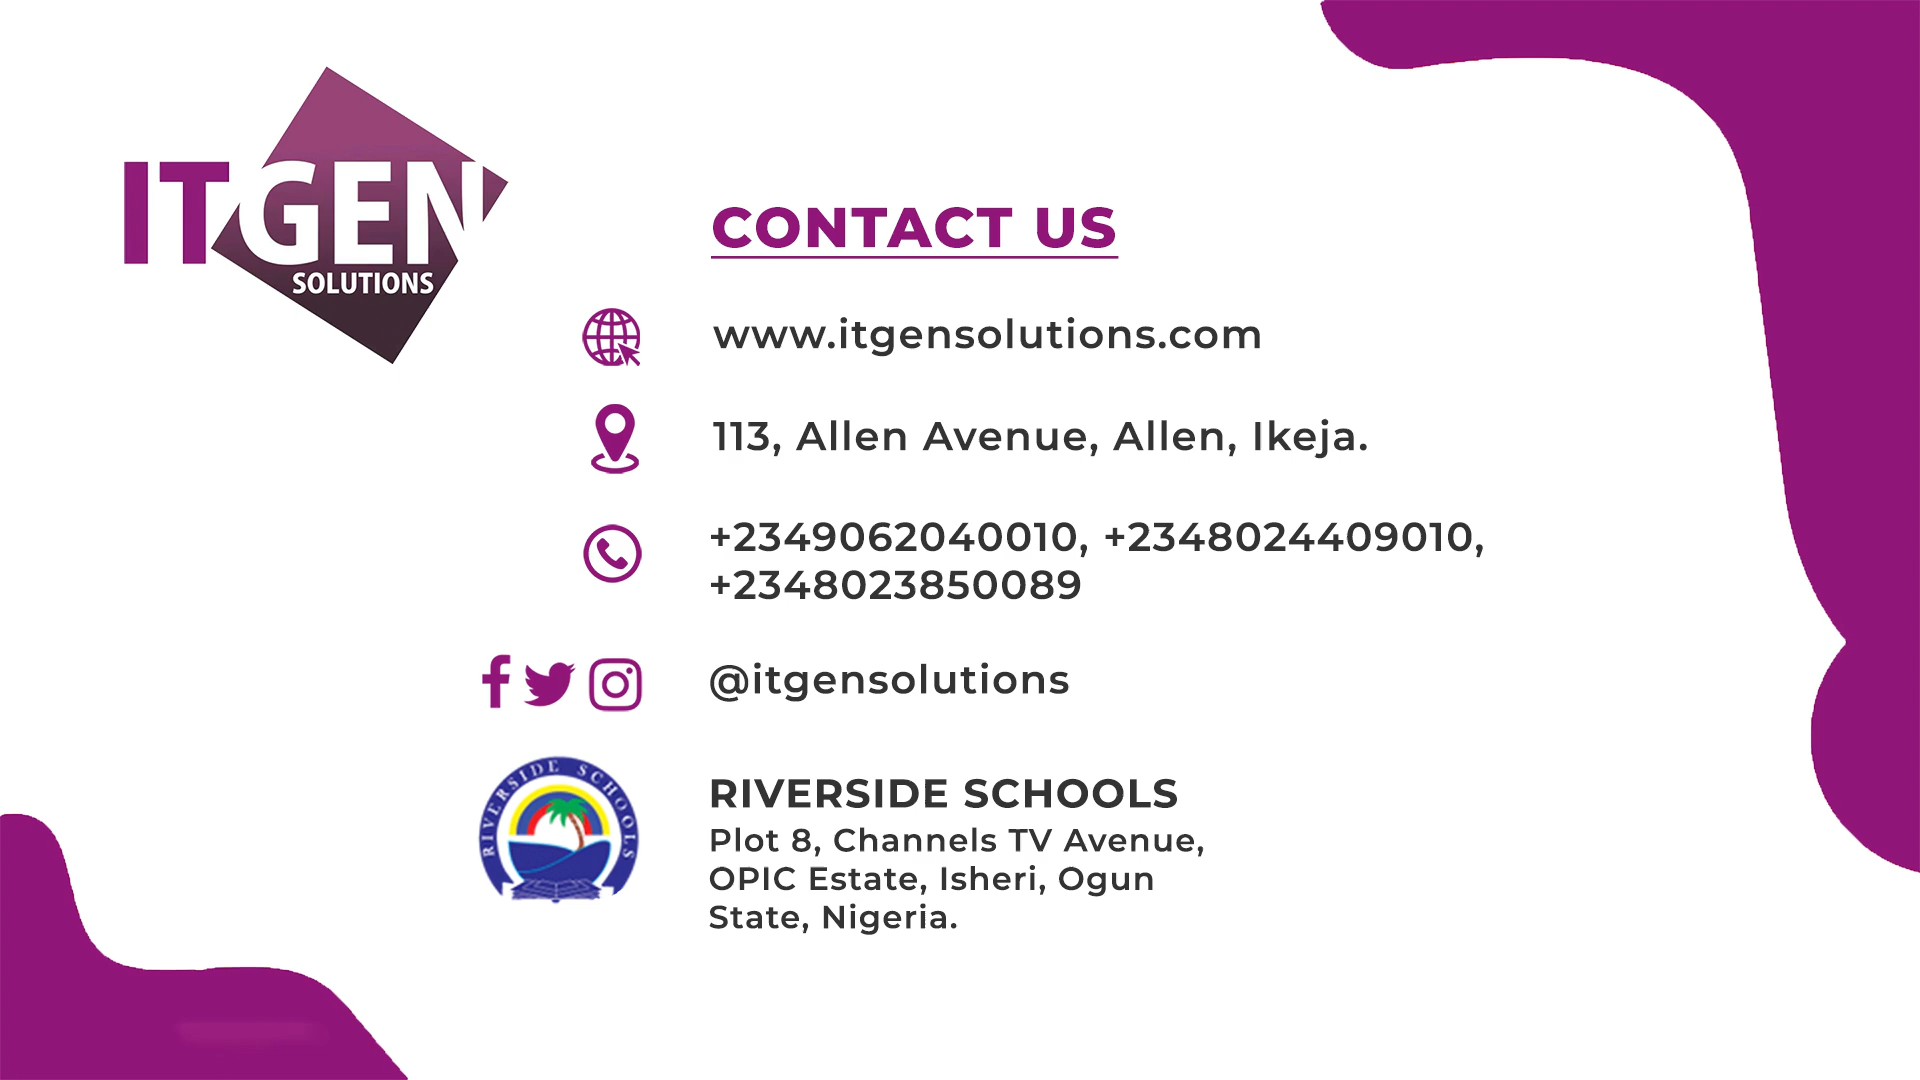 ITGEN
SOLUTIONS
CONTACT US
www.itgensolutions.com
113, Allen Avenue, Allen, Ikeja.
+2349062040010, +2348024409010,
+2348023850089
@itgensolutions
RIVERSIDE SCHOOLS
RIVERSIDE SCHOOLS
Plot 8, Channels TV Avenue,
OPIC Estate, Isheri, Ogun
State, Nigeria.